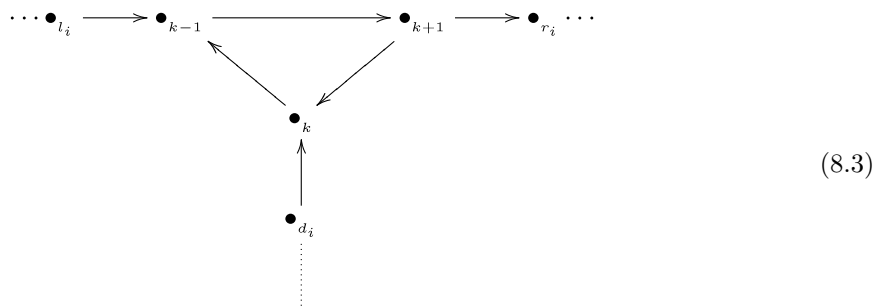 ··· •l_i •k−1 •k+1 •r_i ···
•k
(8.3)
•d_i